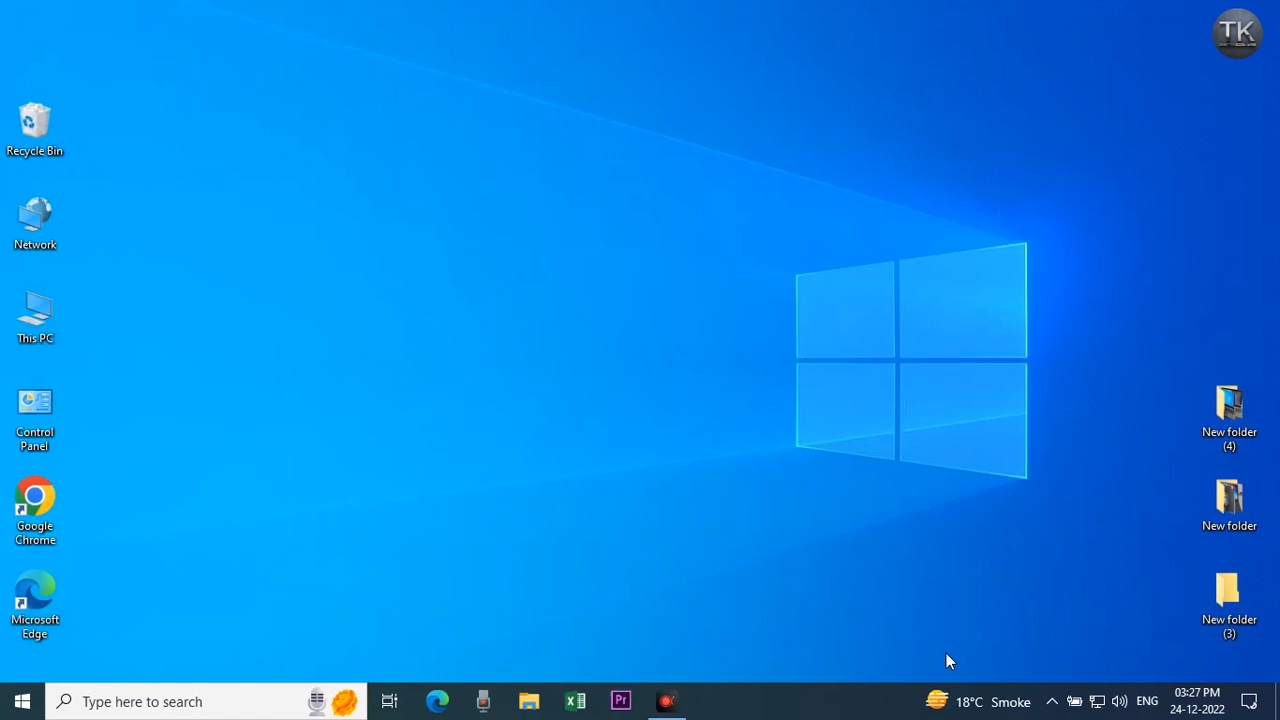 TK
Recycle Bin
Network
This PC
Control
Panel
Google
Chrome
Microsoft
Edge
New folder
(4)
New folder
New folder
(3)
Type here to search
Pr
18°C Smoke
ENG
03:27 PM
24-12-2022